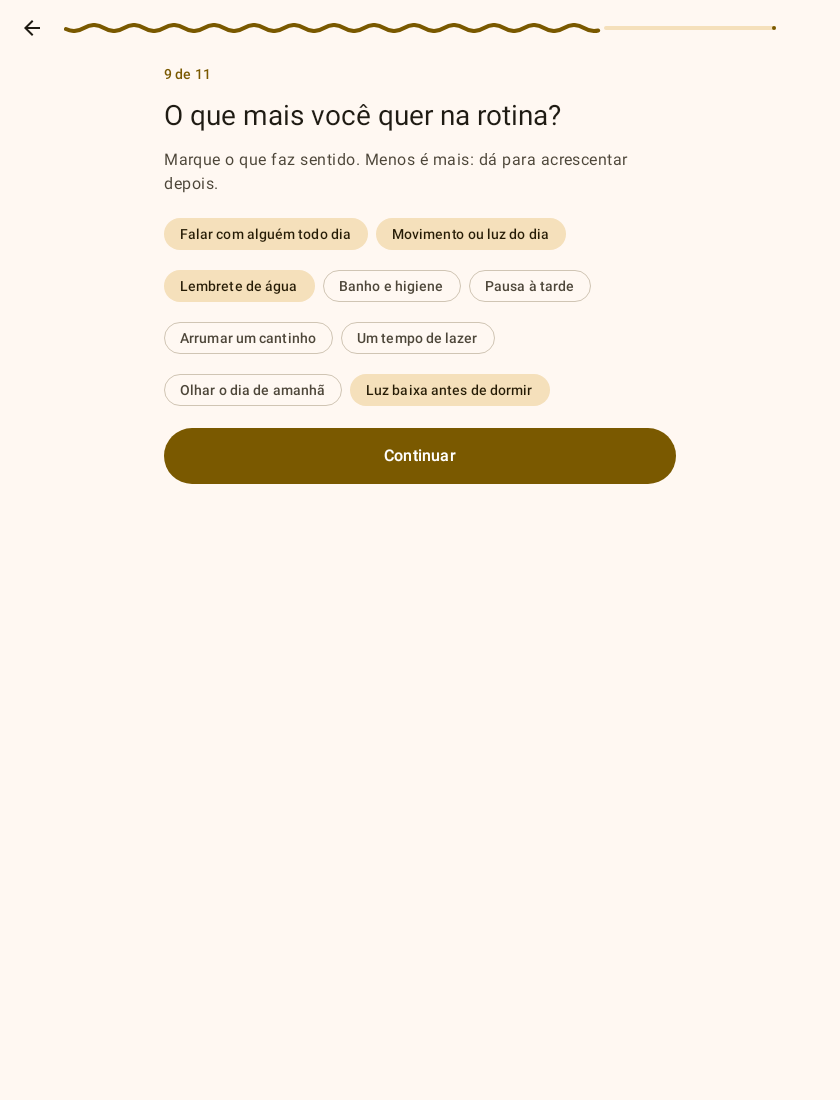 9 de 11
O que mais você quer na rotina?
Marque o que faz sentido. Menos é mais: dá para acrescentar
depois.
Falar com alguém todo dia Movimento ou luz do dia
Lembrete de água Banho e higiene Pausa à tarde
Arrumar um cantinho Um tempo de lazer
Olhar o dia de amanhã Luz baixa antes de dormir
Continuar